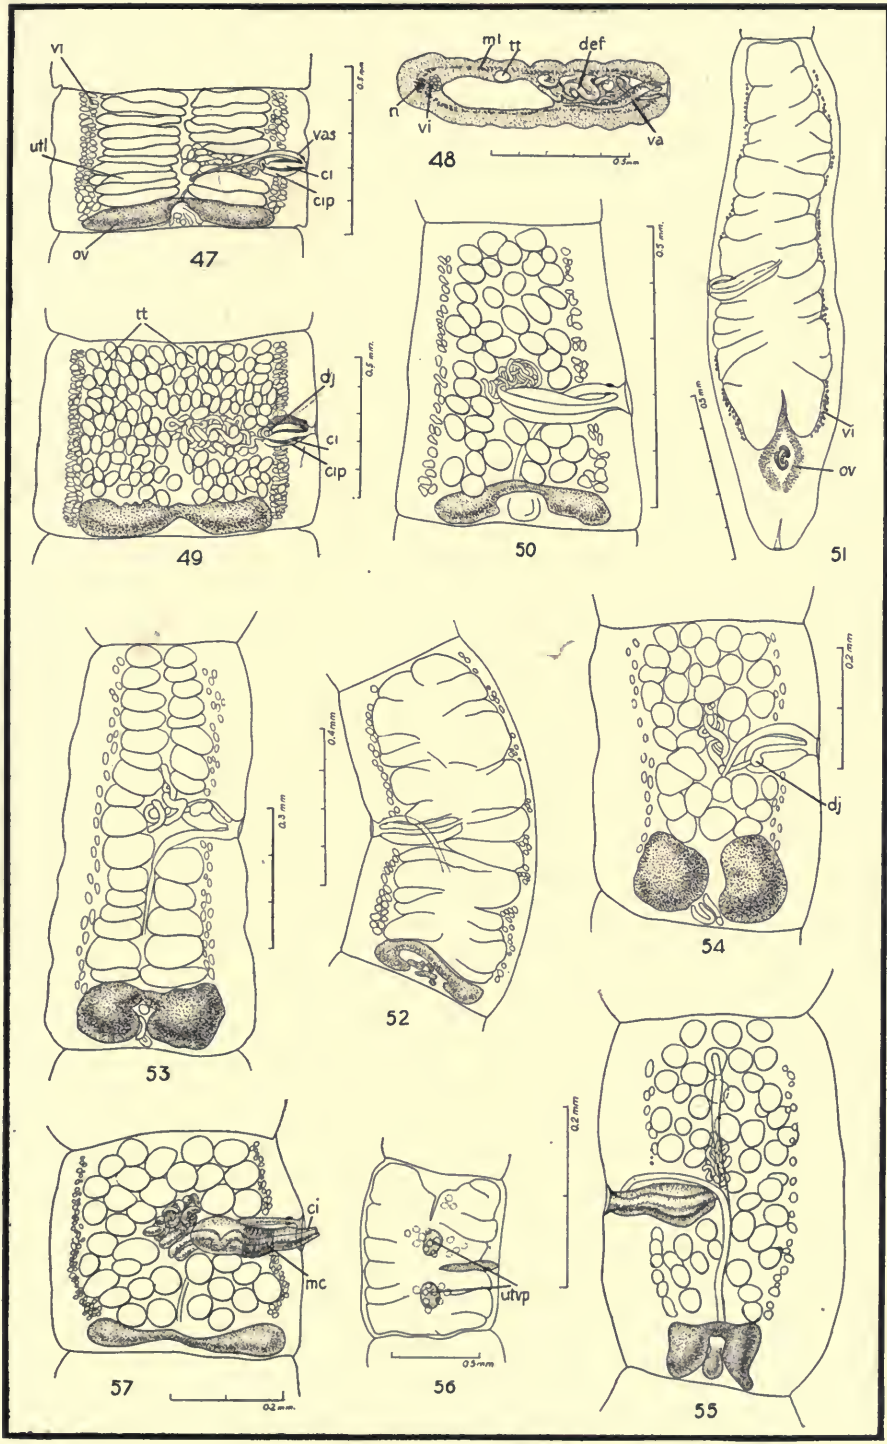 vi
utl
ov
vas
ci
cip
0.5 mm.
47
ml
tt
def
n
vi
va
48
0.5 mm
tt
dj
ci
cip
0.5 mm.
49
0.5 mm.
50
0.5 mm
vi
ov
51
0.3 mm
53
0.4 mm
52
0.2 mm
dj
54
ci
mc
57
0.2 mm.
utvp
0.5 mm
56
0.2 mm
55